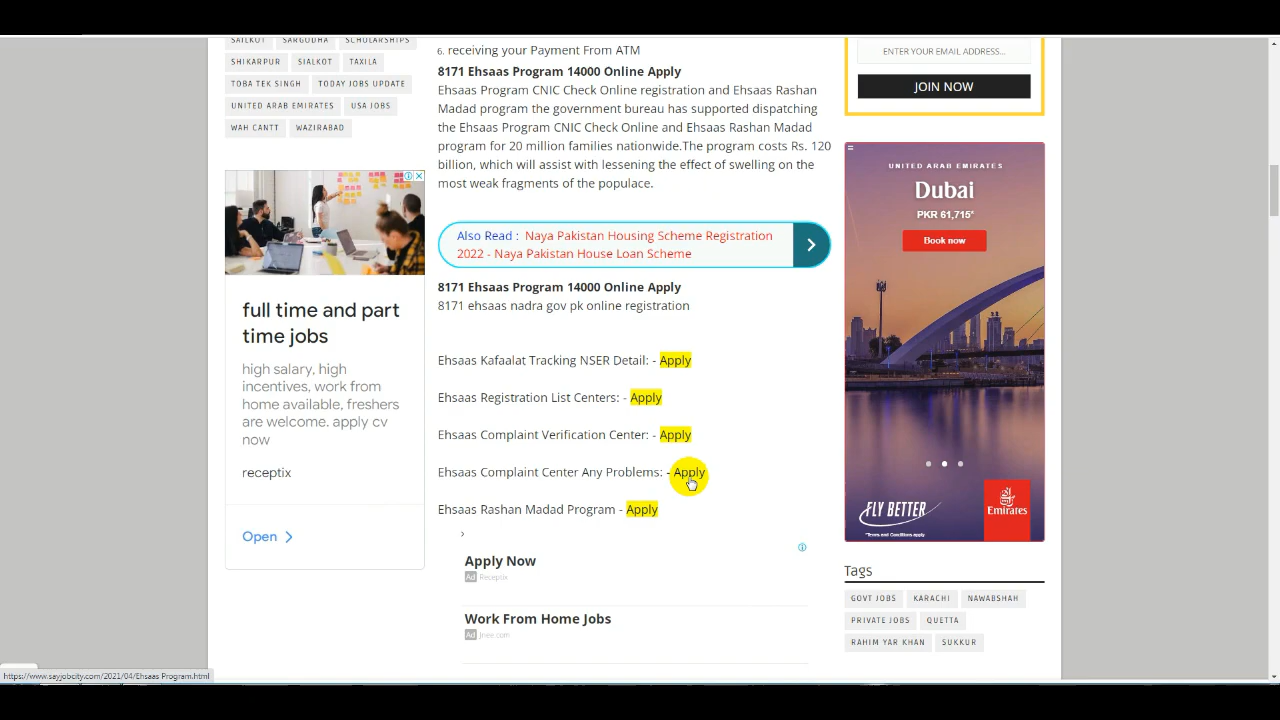 SAILKOT SARGODHA SCHOLARSHIPS
SHIKARPUR SIALKOT TAXILA
TOBA TEK SINGH TODAY JOBS UPDATE
UNITED ARAB EMIRATES USA JOBS
WAH CANTT WAZIRABAD
full time and part
time jobs
high salary, high
incentives, work from
home available, freshers
are welcome. apply cv
now
receptix
Open
6. receiving your Payment From ATM
8171 Ehsaas Program 14000 Online Apply
Ehsaas Program CNIC Check Online registration and Ehsaas Rashan
Madad program the government bureau has supported dispatching
the Ehsaas Program CNIC Check Online and Ehsaas Rashan Madad
program for 20 million families nationwide.The program costs Rs. 120
billion, which will assist with lessening the effect of swelling on the
most weak fragments of the populace.
Also Read : Naya Pakistan Housing Scheme Registration
2022 - Naya Pakistan House Loan Scheme
8171 Ehsaas Program 14000 Online Apply
8171 ehsaas nadra gov pk online registration
Ehsaas Kafaalat Tracking NSER Detail: - Apply
Ehsaas Registration List Centers: - Apply
Ehsaas Complaint Verification Center: - Apply
Ehsaas Complaint Center Any Problems: - Apply
Ehsaas Rashan Madad Program - Apply
Apply Now
Ad Receptix
Work From Home Jobs
Ad Jnee.com
ENTER YOUR EMAIL ADDRESS...
JOIN NOW
UNITED ARAB EMIRATES
Dubai
PKR 61,715*
Book now
FLY BETTER
Emirates
*Terms and Conditions apply
Tags
GOVT JOBS KARACHI NAWABSHAH
PRIVATE JOBS QUETTA
RAHIM YAR KHAN SUKKUR
https://www.sayjobcity.com/2021/04/Ehsaas Program.html